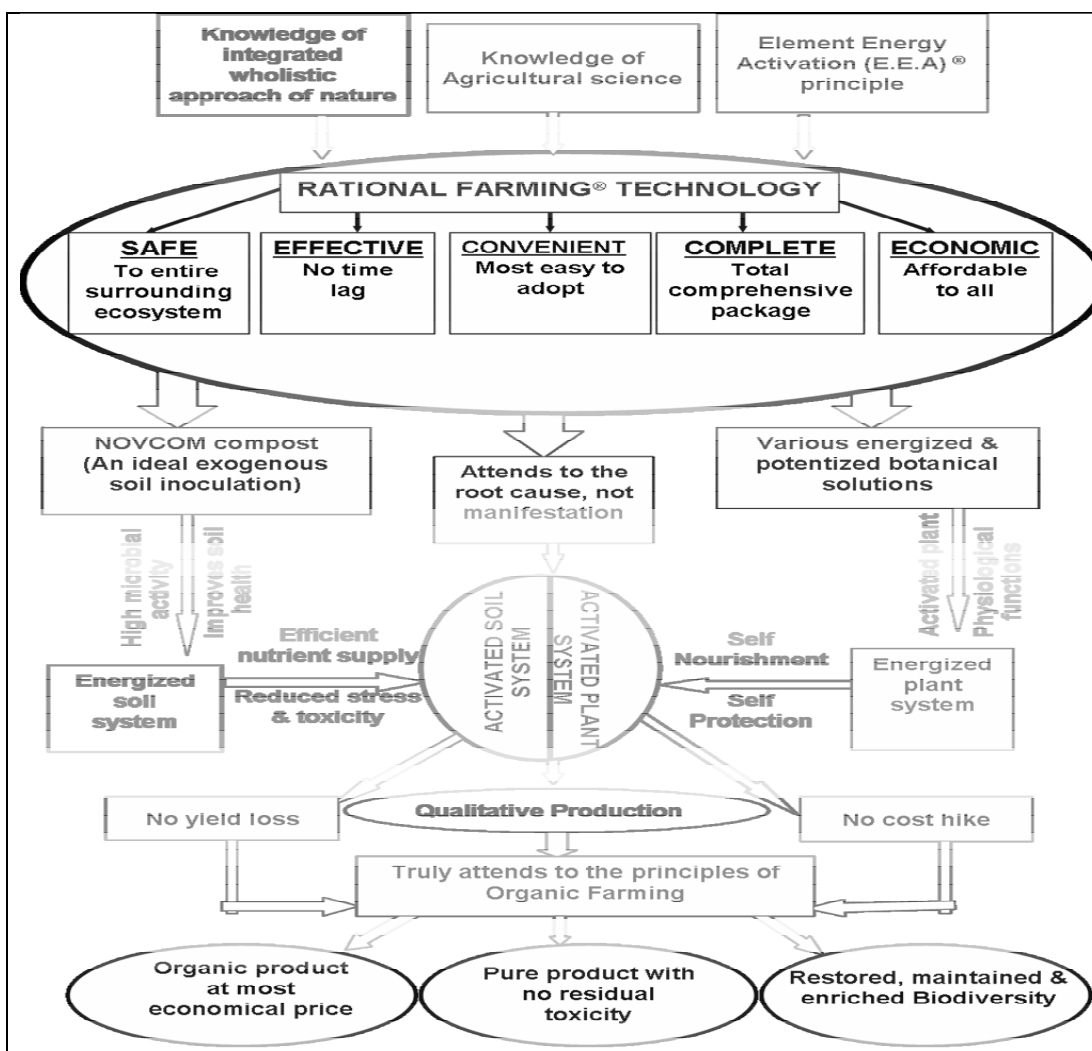 Knowledge of
integrated
wholistic
approach of nature
Knowledge of
Agricultural science
Element Energy
Activation (E.E.A) ®
principle
RATIONAL FARMING® TECHNOLOGY
SAFE
To entire
surrounding
ecosystem
EFFECTIVE
No time
lag
CONVENIENT
Most easy to
adopt
COMPLETE
Total
comprehensive
package
ECONOMIC
Affordable
to all
NOVCOM compost
(An ideal exogenous
soil inoculation)
Attends to the
root cause, not
manifestation
Various energized &
potentized botanical
solutions
High microbial
activity
Improves soil
health
Activated plant
Physiological
functions
Energized
soil
system
Efficient
nutrient supply
Reduced stress
& toxicity
ACTIVATED SOIL
SYSTEM
ACTIVATED PLANT
SYSTEM
Self
Nourishment
Self
Protection
Energized
plant
system
No yield loss
Qualitative Production
No cost hike
Truly attends to the principles of
Organic Farming
Organic product
at most
economical price
Pure product with
no residual
toxicity
Restored, maintained &
enriched Biodiversity